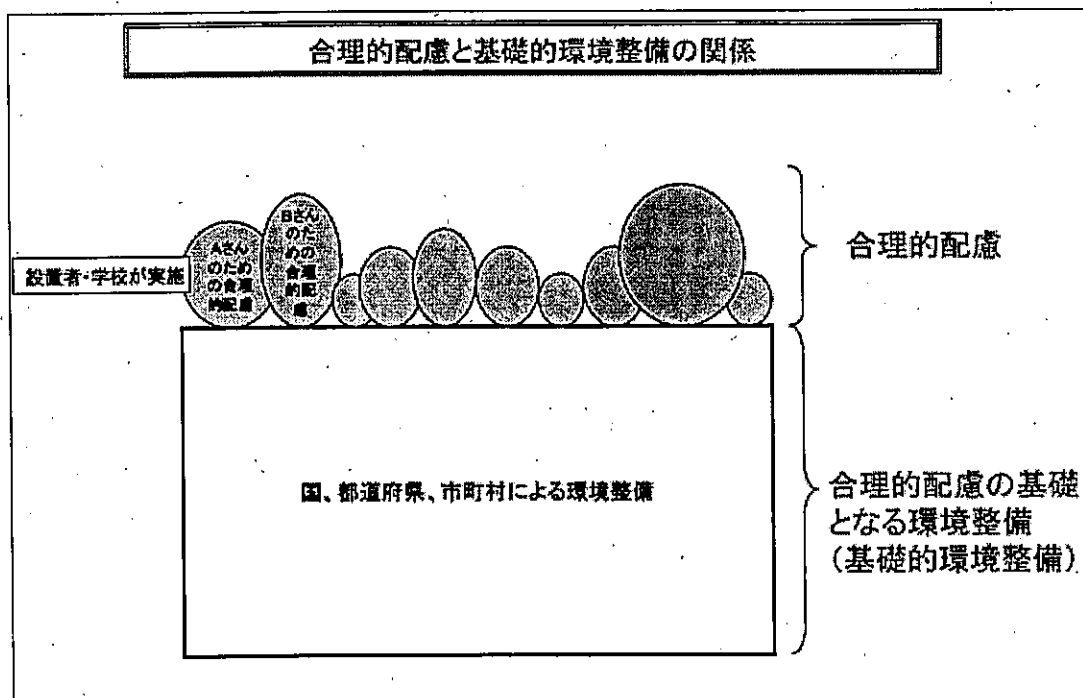 合理的配慮と基礎的環境整備の関係
設置者・学校が実施
Aさん
のため
の合理
的配慮
Bさん
のた
めの
合理
的配
慮
合理的配慮
国、都道府県、市町村による環境整備
合理的配慮の基礎
となる環境整備
(基礎的環境整備)